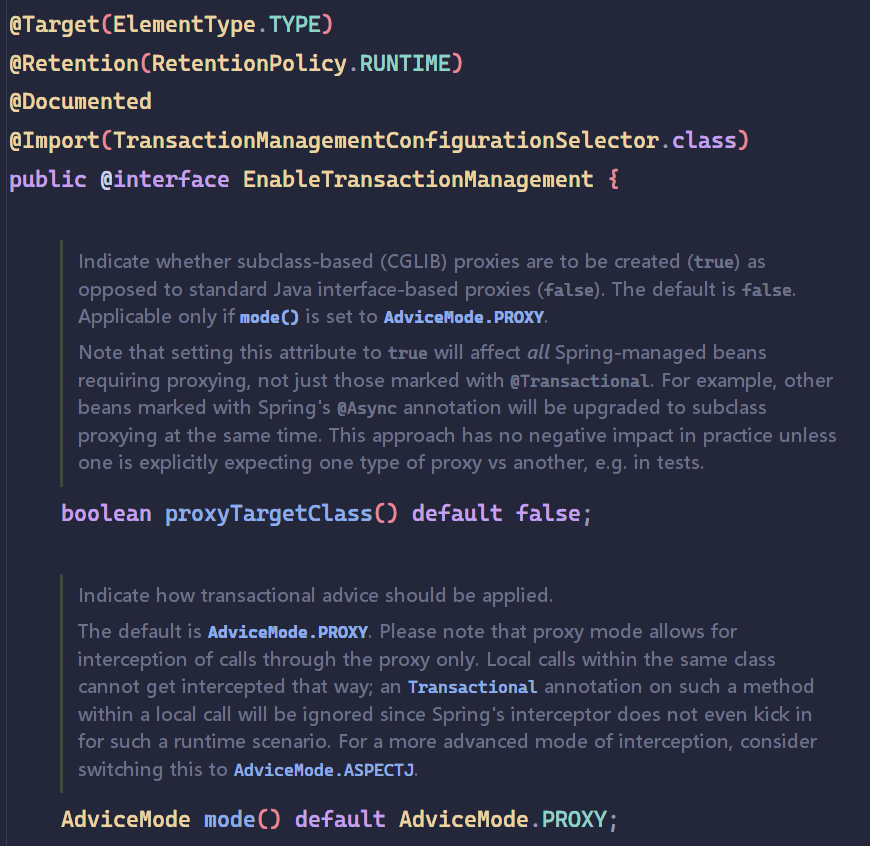 @Target(ElementType.TYPE)
@Retention(RetentionPolicy.RUNTIME)
@Documented
@Import(TransactionManagementConfigurationSelector.class)
public @interface EnableTransactionManagement {
Indicate whether subclass-based (CGLIB) proxies are to be created (true) as
opposed to standard Java interface-based proxies (false). The default is false.
Applicable only if mode() is set to AdviceMode.PROXY.
Note that setting this attribute to true will affect all Spring-managed beans
requiring proxying, not just those marked with @Transactional. For example, other
beans marked with Spring's @Async annotation will be upgraded to subclass
proxying at the same time. This approach has no negative impact in practice unless
one is explicitly expecting one type of proxy vs another, e.g. in tests.
boolean proxyTargetClass() default false;
Indicate how transactional advice should be applied.
The default is AdviceMode.PROXY. Please note that proxy mode allows for
interception of calls through the proxy only. Local calls within the same class
cannot get intercepted that way; an Transactional annotation on such a method
within a local call will be ignored since Spring's interceptor does not even kick in
for such a runtime scenario. For a more advanced mode of interception, consider
switching this to AdviceMode.ASPECTJ.
AdviceMode mode() default AdviceMode.PROXY;